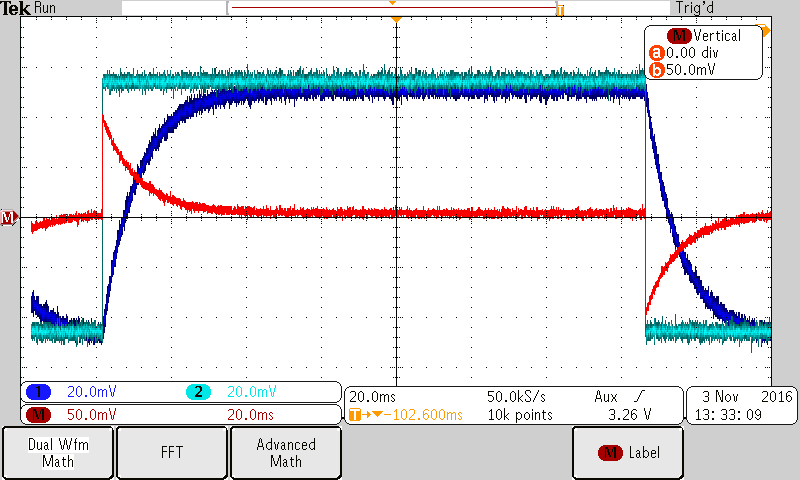 Tek Run Trig'd
M Vertical
a 0.00 div
b 50.0mV
M
1 20.0mV 2 20.0mV
M 50.0mV 20.0ms
20.0ms 50.0kS/s Aux
T -102.600ms 10k points 3.26 V
3 Nov 2016
13:33:09
Dual Wfm
Math
FFT
Advanced
Math
M Label